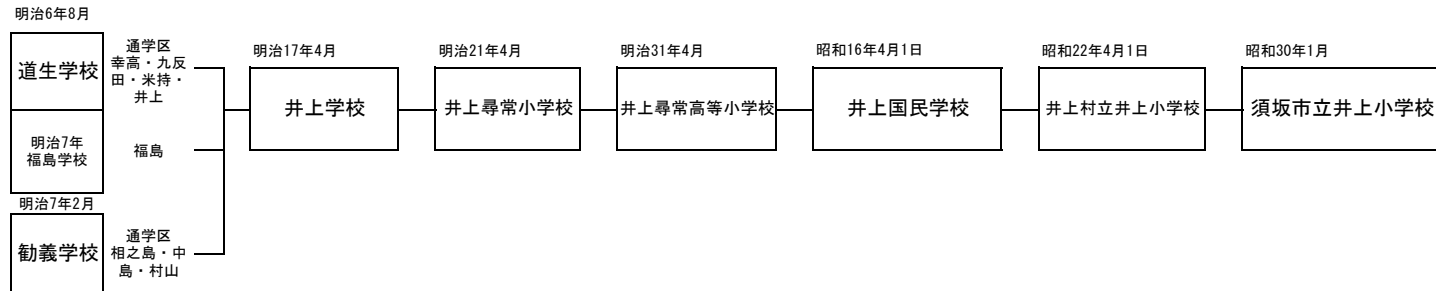 明治6年8月
道生学校
通学区
幸高・九反
田・米持・
井上
明治7年
福島学校
福島
明治7年2月
勧義学校
通学区
相之島・中
島・村山
明治17年4月
井上学校
明治21年4月
井上尋常小学校
明治31年4月
井上尋常高等小学校
昭和16年4月1日
井上国民学校
昭和22年4月1日
井上村立井上小学校
昭和30年1月
須坂市立井上小学校